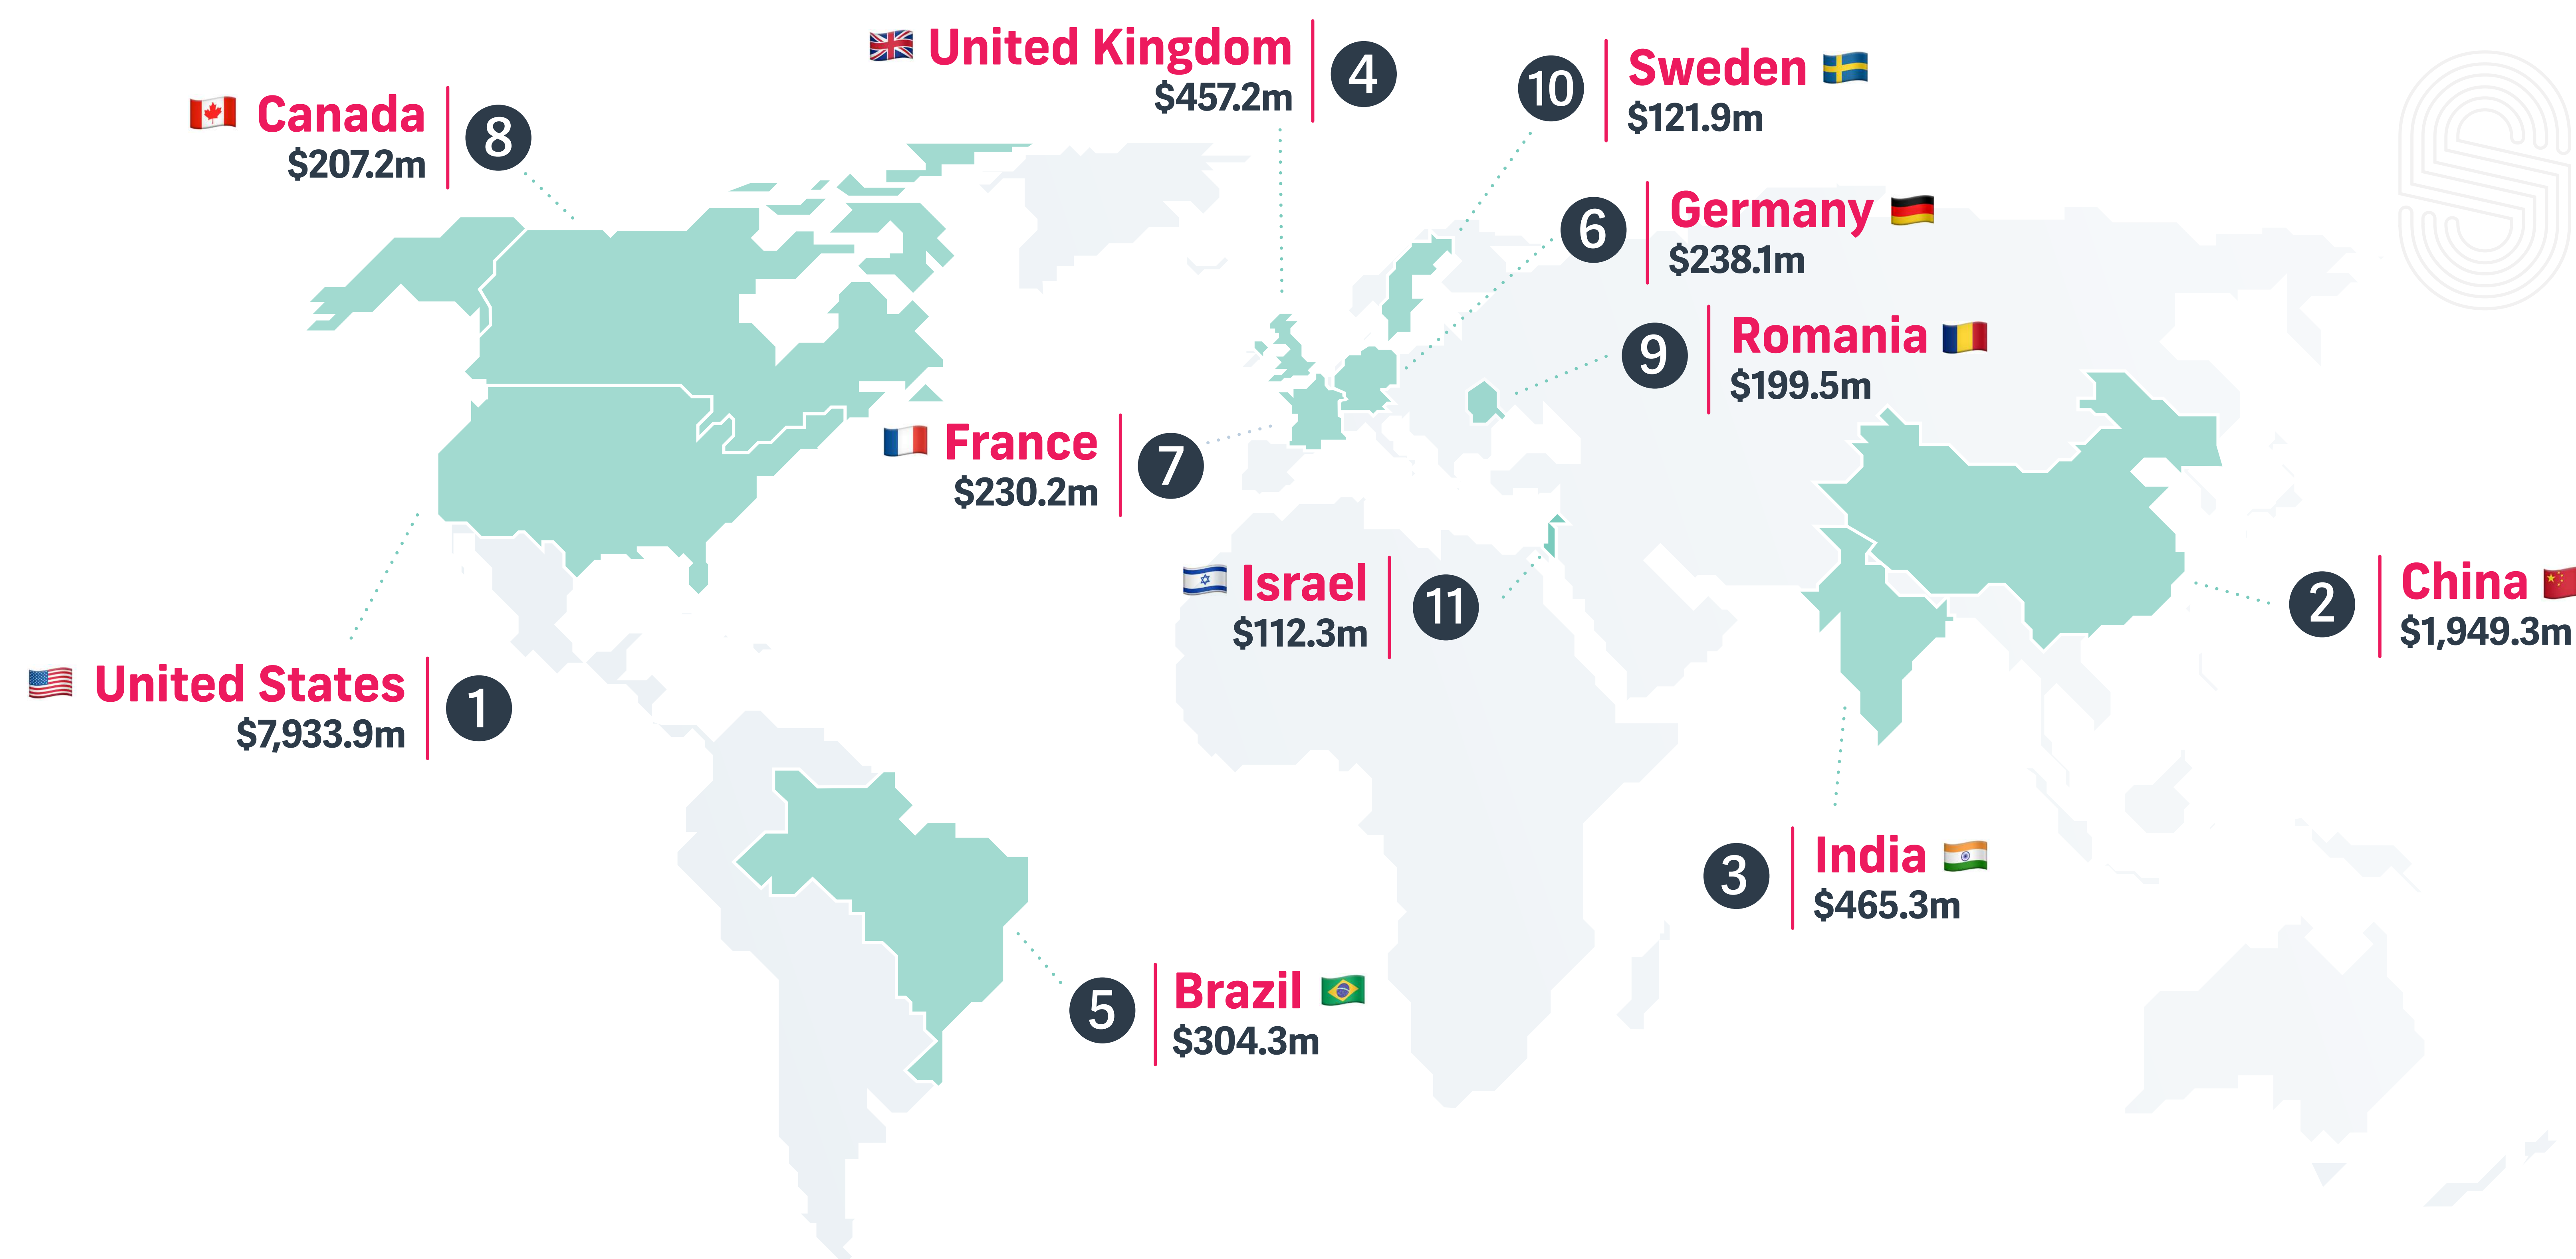 United Kingdom
$457.2m
4
10
Sweden
$121.9m
Canada
$207.2m
8
6
Germany
$238.1m
9
Romania
$199.5m
France
$230.2m
7
Israel
$112.3m
11
2
China
$1,949.3m
United States
$7,933.9m
1
3
India
$465.3m
5
Brazil
$304.3m